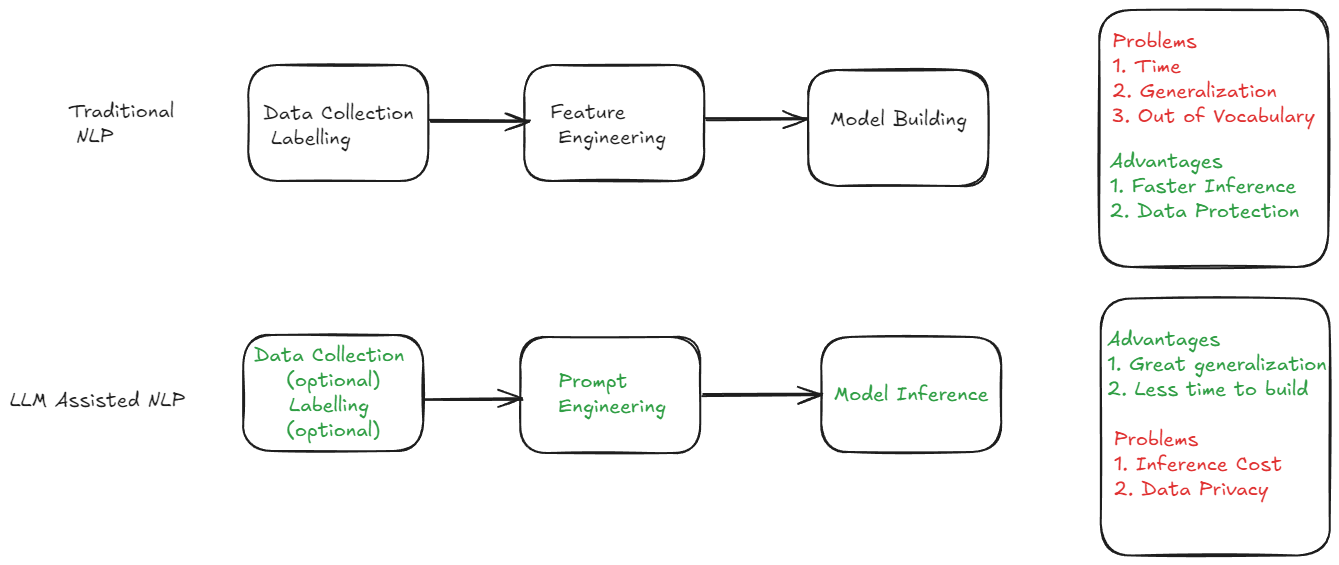 Traditional
NLP
Data Collection
Labelling
Feature
Engineering
Model Building
Problems
1. Time
2. Generalization
3. Out of Vocabulary
Advantages
1. Faster Inference
2. Data Protection
LLM Assisted NLP
Data Collection
(optional)
Labelling
(optional)
Prompt
Engineering
Model Inference
Advantages
1. Great generalization
2. Less time to build
Problems
1. Inference Cost
2. Data Privacy